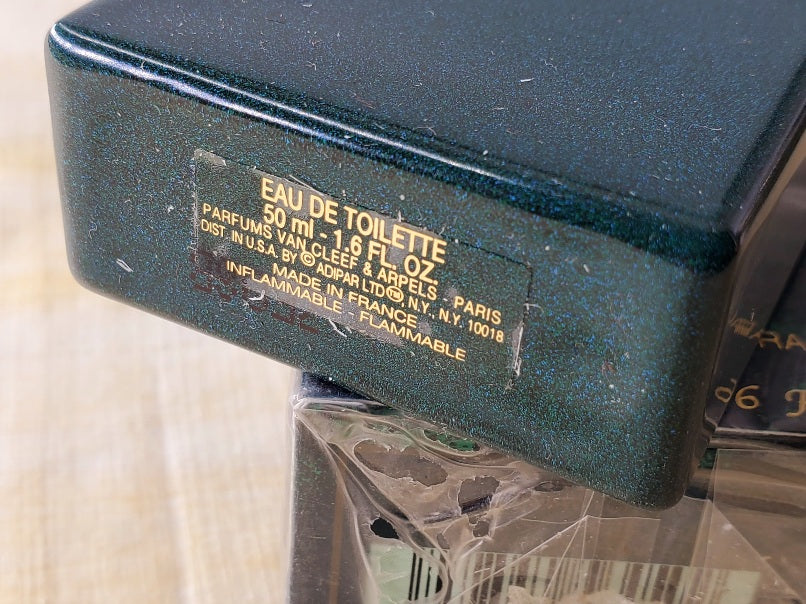 EAU DE TOILETTE
50 ml - 1.6 FL. OZ.
PARFUMS VAN CLEEF & ARPELS - PARIS
DIST. IN U.S.A. BY © ADIPAR LTD™, N.Y. N.Y. 10018
MADE IN FRANCE
INFLAMMABLE - FLAMMABLE